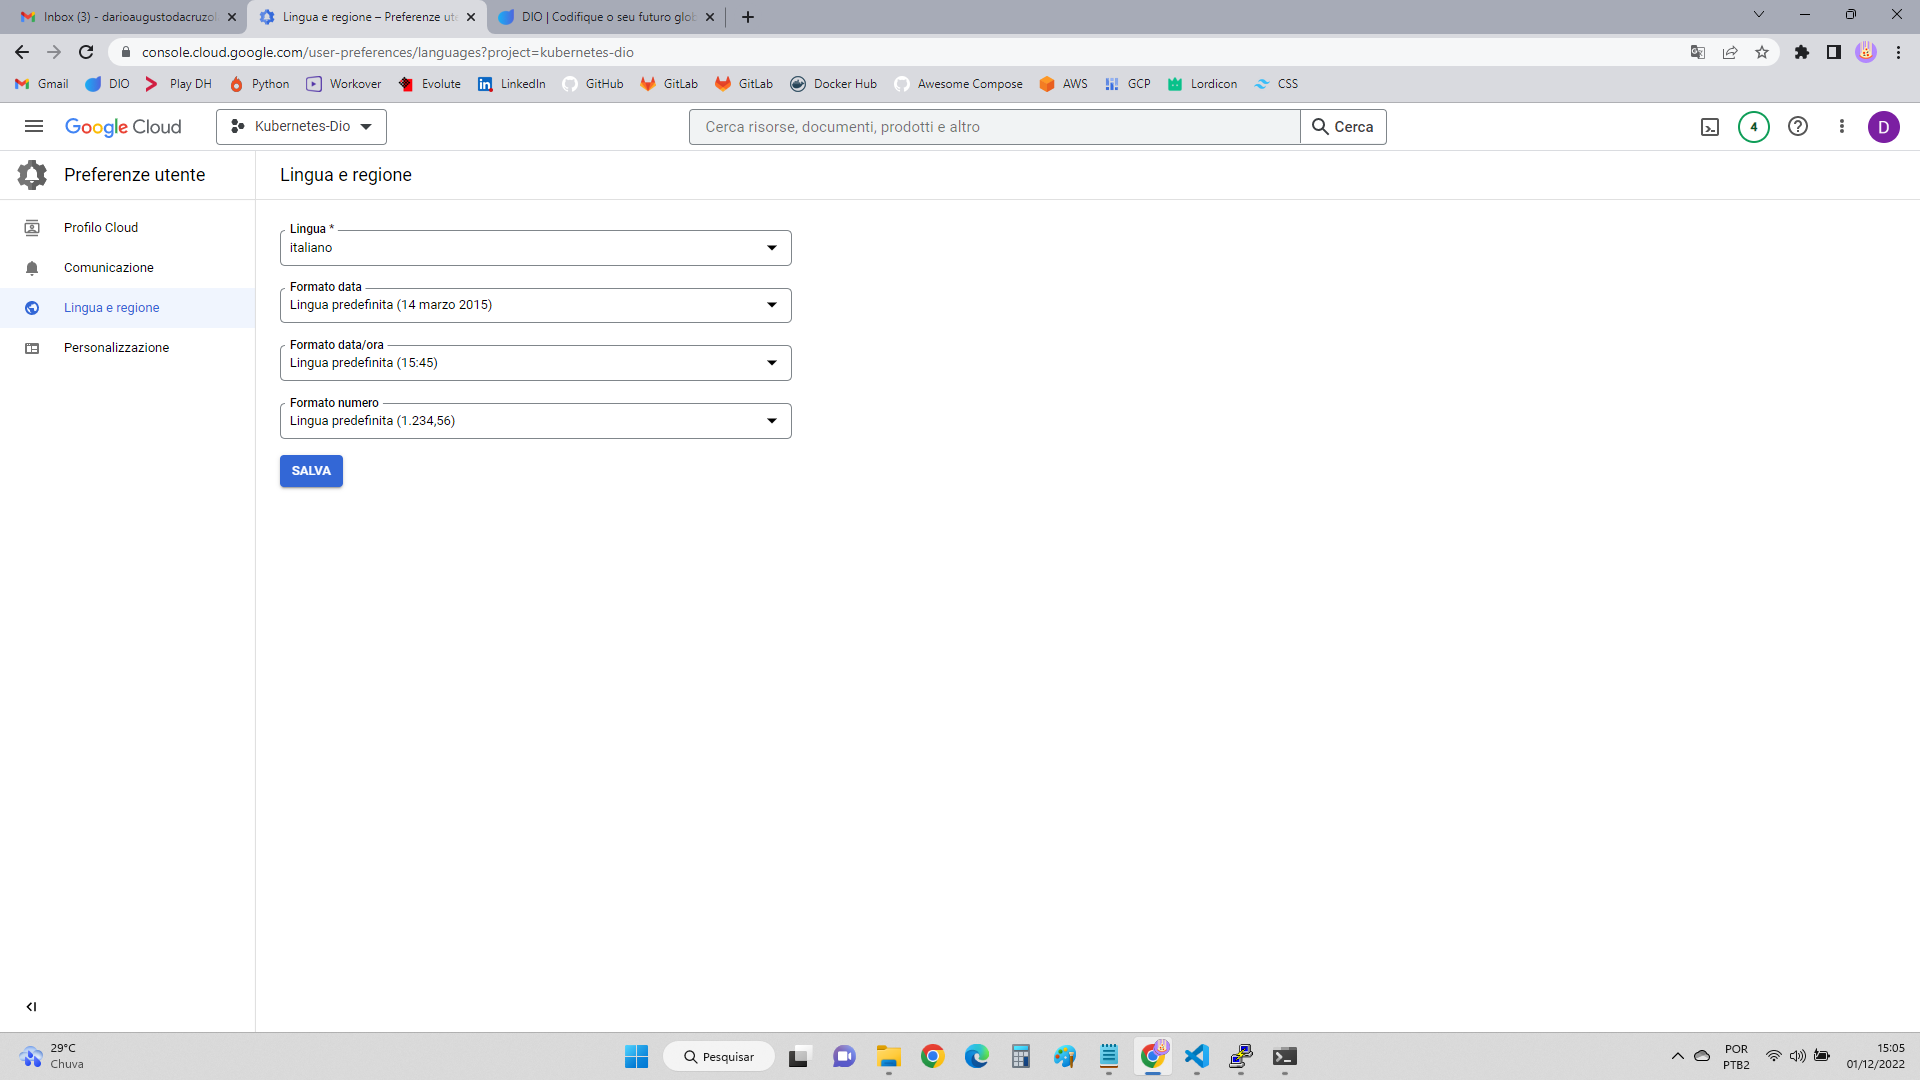 Inbox (3) - darioaugustodacruzol
Lingua e regione – Preferenze ute
DIO | Codifique o seu futuro glob
console.cloud.google.com/user-preferences/languages?project=kubernetes-dio
Gmail
DIO
Play DH
Python
Workover
Evolute
LinkedIn
GitHub
GitLab
GitLab
Docker Hub
Awesome Compose
AWS
GCP
Lordicon
CSS
Google Cloud
Kubernetes-Dio
Cerca risorse, documenti, prodotti e altro
Cerca
4
D
Preferenze utente
Lingua e regione
Profilo Cloud
Comunicazione
Lingua e regione
Personalizzazione
Lingua *
italiano
Formato data
Lingua predefinita (14 marzo 2015)
Formato data/ora
Lingua predefinita (15:45)
Formato numero
Lingua predefinita (1.234,56)
SALVA
29°C
Chuva
Pesquisar
POR
PTB2
15:05
01/12/2022